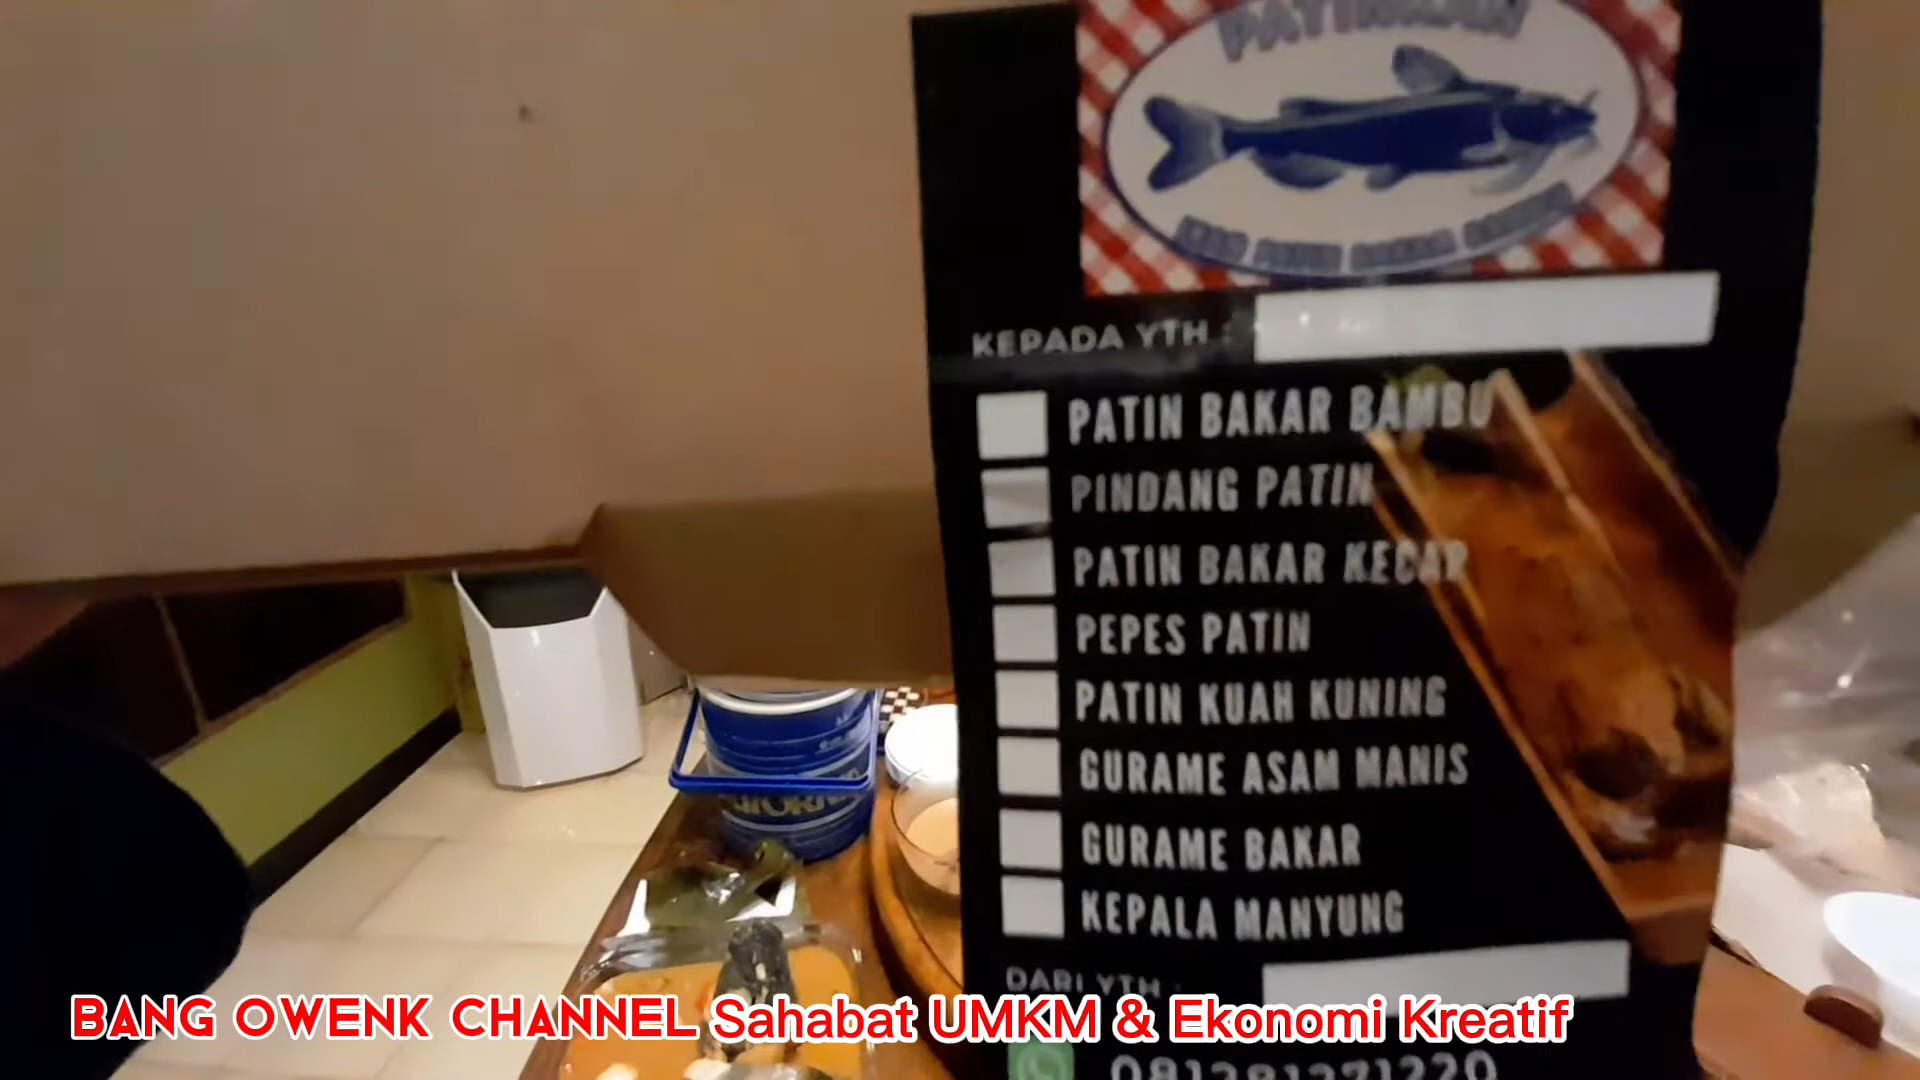 KEPADA YTH :
PATIN BAKAR BAMBU
PINDANG PATIN
PATIN BAKAR KECAP
PEPES PATIN
PATIN KUAH KUNING
GURAME ASAM MANIS
GURAME BAKAR
KEPALA MANYUNG
DARI YTH :
BANG OWENK CHANNEL Sahabat UMKM & Ekonomi Kreatif
081281271220